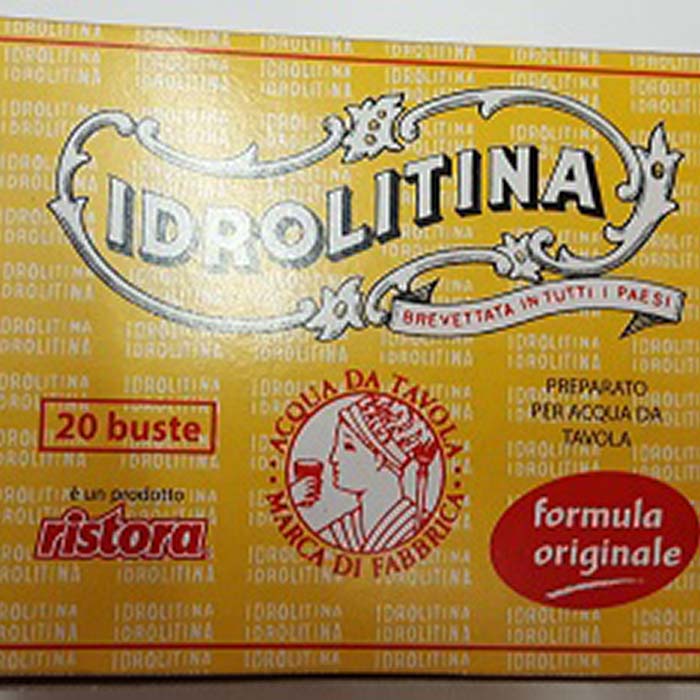 IDROLITINA
BREVETTATA IN TUTTI I PAESI
20 buste
è un prodotto
ristora
ACQUA DA TAVOLA
MARCA DI FABBRICA
PREPARATO
PER ACQUA DA
TAVOLA
formula
originale